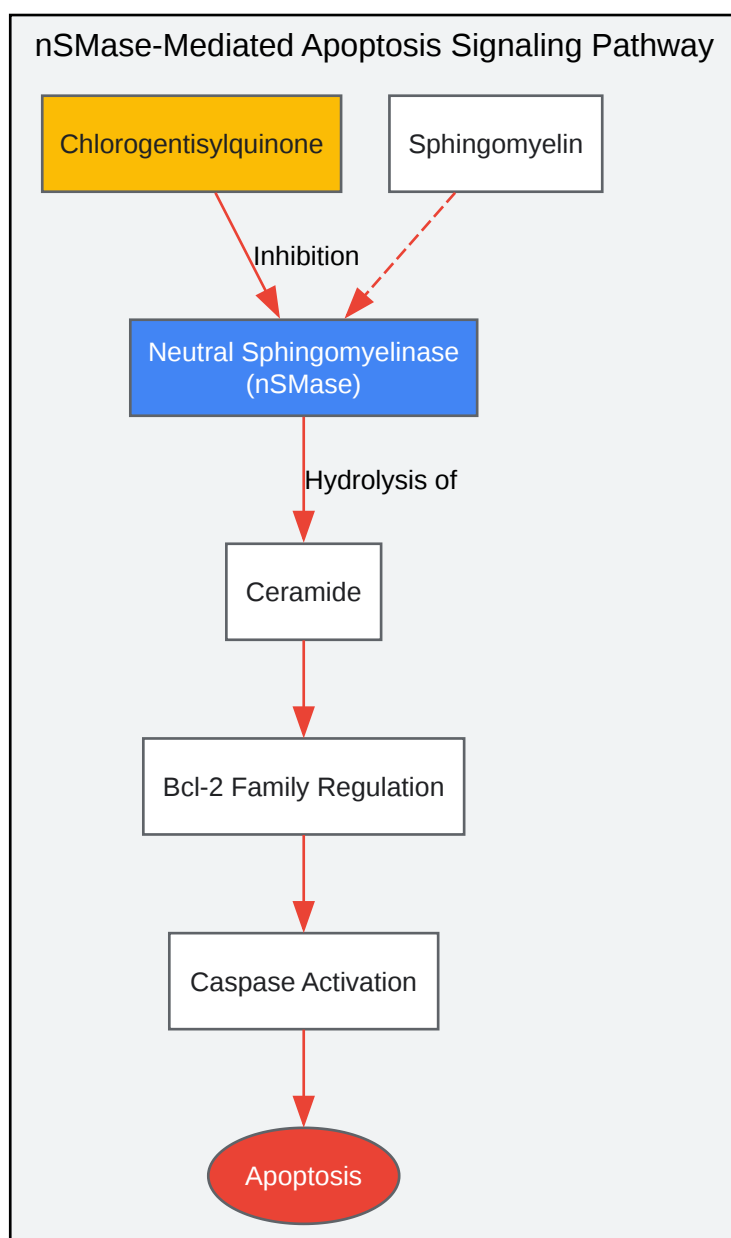 nSMase-Mediated Apoptosis Signaling Pathway
Chlorogentisylquinone
Sphingomyelin
Inhibition
Neutral Sphingomyelinase
(nSMase)
Hydrolysis of
Ceramide
Bcl-2 Family Regulation
Caspase Activation
Apoptosis